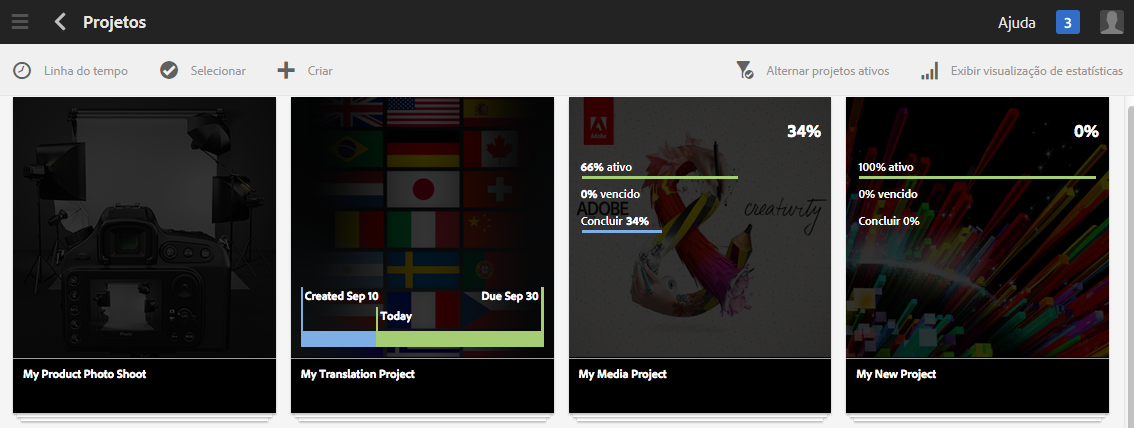 Projetos
Ajuda
3
Linha do tempo
Selecionar
Criar
Alternar projetos ativos
Exibir visualização de estatísticas
My Product Photo Shoot
Created Sep 10
Due Sep 30
Today
My Translation Project
Adobe
34%
66% ativo
0% vencido
ADOBE
creativity
Concluir 34%
My Media Project
0%
100% ativo
0% vencido
Concluir 0%
My New Project